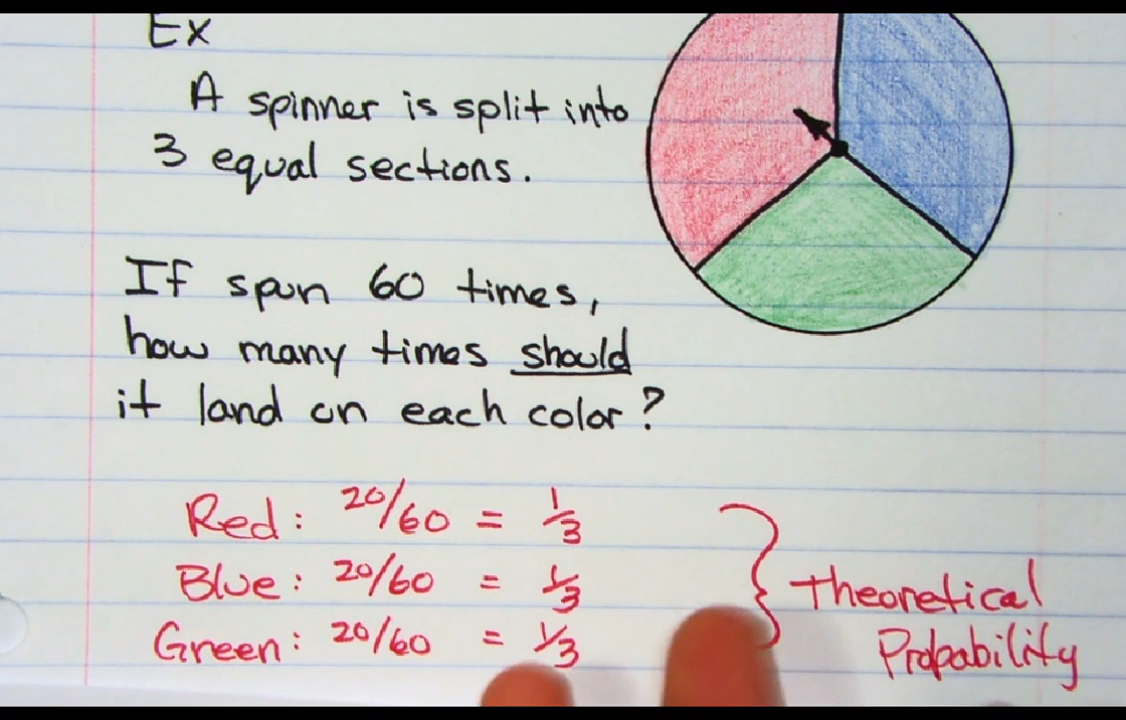 Ex
A spinner is split into
3 equal sections.
If spun 60 times,
how many times should
it land on each color?
Red: 20/60 = 1/3
Blue: 20/60 = 1/3
Green: 20/60 = 1/3
Theoretical
Probability